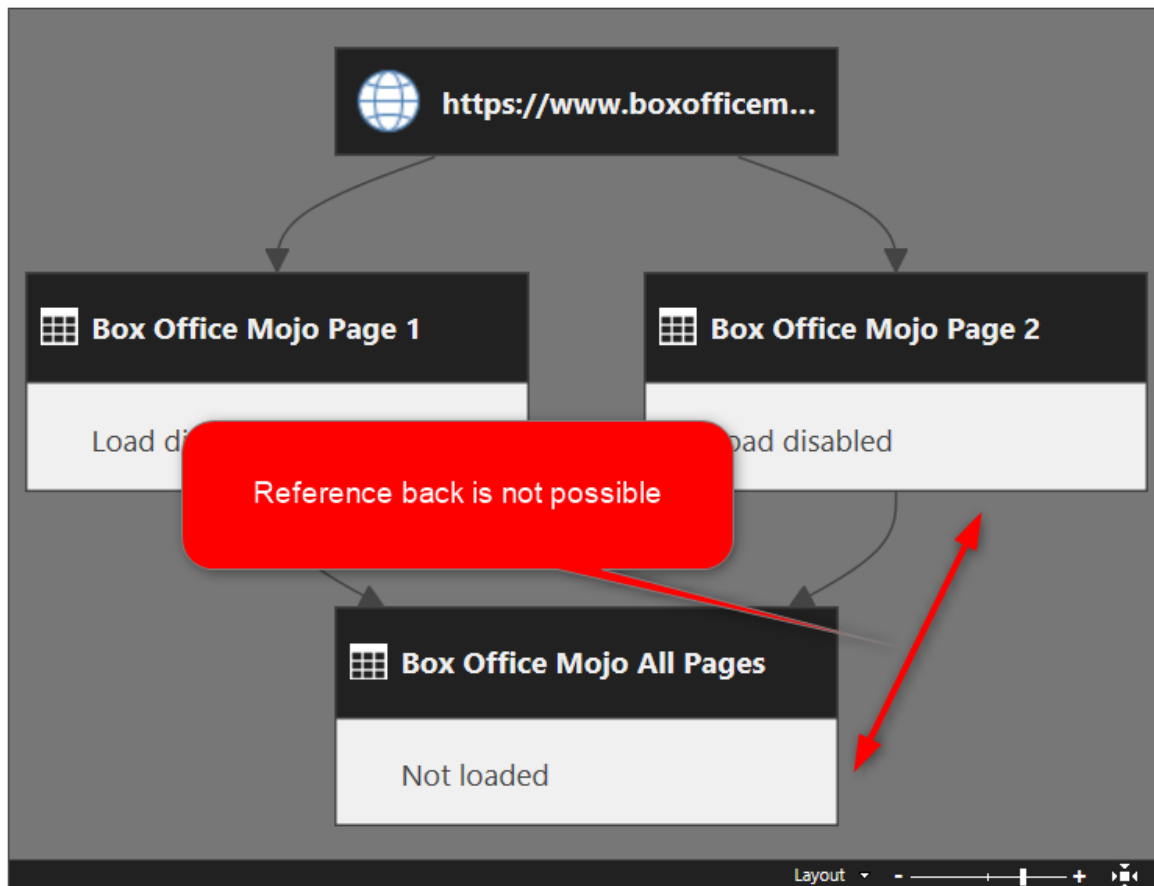 https://www.boxofficem...
Box Office Mojo Page 1
Box Office Mojo Page 2
Load di
oad disabled
Reference back is not possible
Box Office Mojo All Pages
Not loaded
Layout